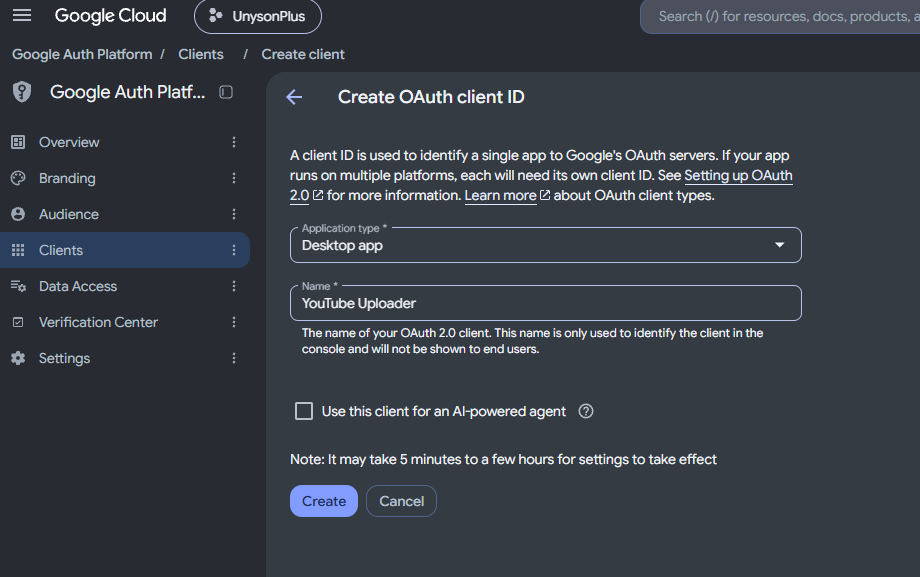 Google Cloud
UnysonPlus
Search (/) for resources, docs, products, a
Google Auth Platform / Clients / Create client
Google Auth Platf...
Overview
Branding
Audience
Clients
Data Access
Verification Center
Settings
Create OAuth client ID
A client ID is used to identify a single app to Google's OAuth servers. If your app
runs on multiple platforms, each will need its own client ID. See Setting up OAuth
2.0 for more information. Learn more about OAuth client types.
Application type *
Desktop app
Name *
YouTube Uploader
The name of your OAuth 2.0 client. This name is only used to identify the client in the
console and will not be shown to end users.
Use this client for an AI-powered agent
Note: It may take 5 minutes to a few hours for settings to take effect
Create
Cancel